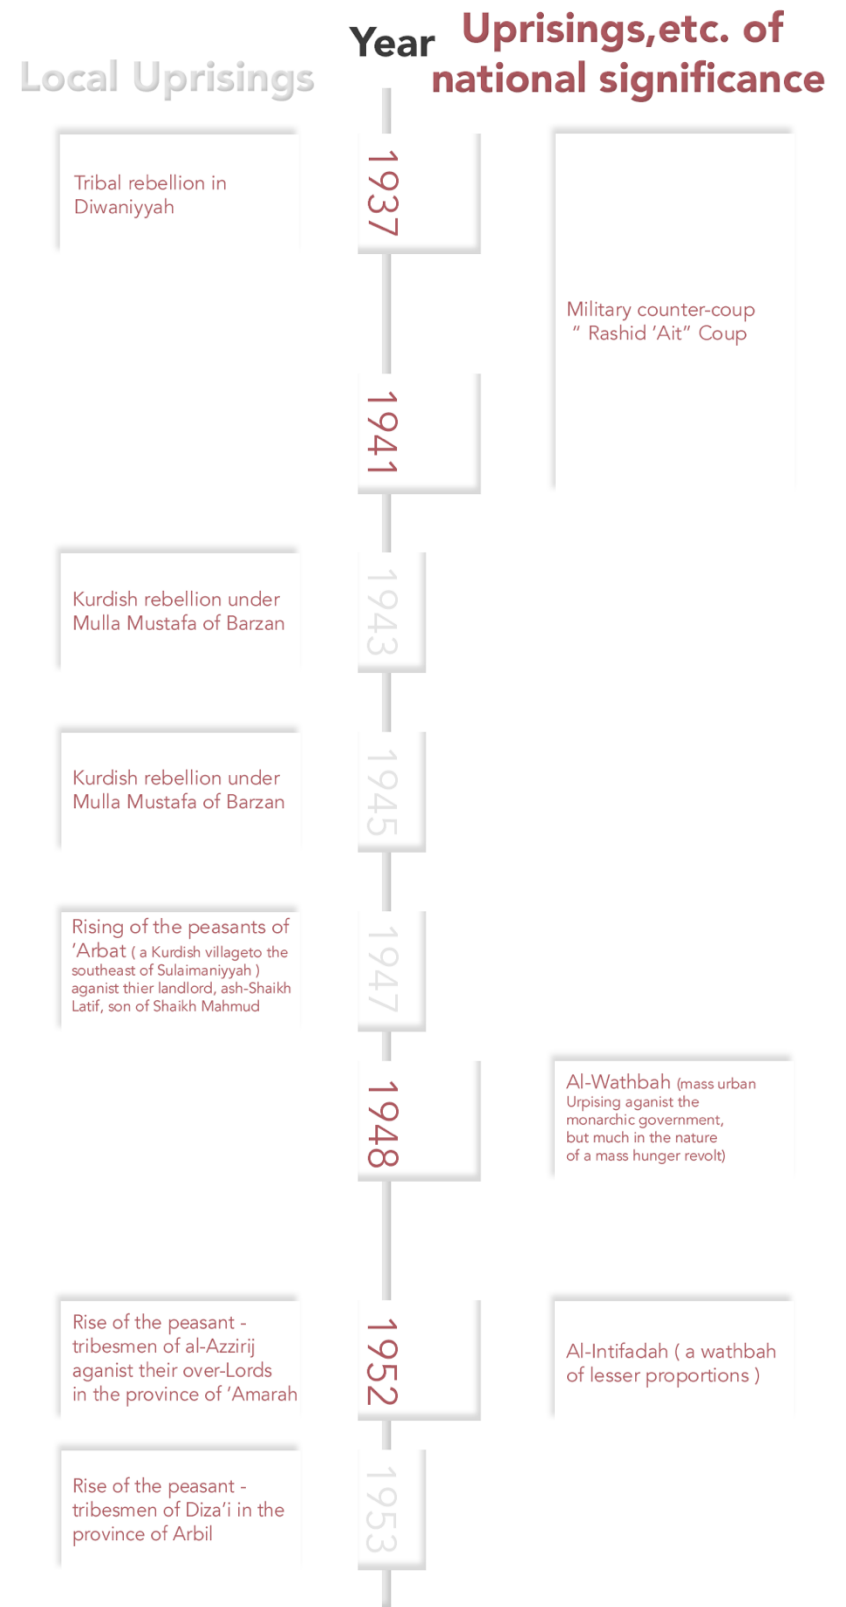 Local Uprisings
Year
Uprisings,etc. of
national significance
Tribal rebellion in
Diwaniyyah
1937
Military counter-coup
“ Rashid ‘Ait” Coup
1941
Kurdish rebellion under
Mulla Mustafa of Barzan
1943
Kurdish rebellion under
Mulla Mustafa of Barzan
1945
Rising of the peasants of
‘Arbat ( a Kurdish villageto the
southeast of Sulaimaniyyah )
aganist thier landlord, ash-Shaikh
Latif, son of Shaikh Mahmud
1947
1948
Al-Wathbah (mass urban
Urpising aganist the
monarchic government,
but much in the nature
of a mass hunger revolt)
Rise of the peasant -
tribesmen of al-Azzirij
aganist their over-Lords
in the province of ‘Amarah
1952
Al-Intifadah ( a wathbah
of lesser proportions )
Rise of the peasant -
tribesmen of Diza’i in the
province of Arbil
1953